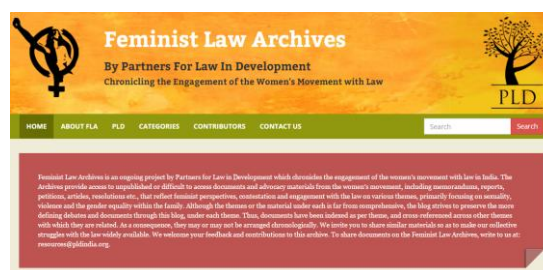 Feminist Law Archives
By Partners For Law In Development
Chronicling the Engagement of the Women's Movement with Law
PLD
HOME ABOUT FLA PLD CATEGORIES CONTRIBUTORS CONTACT US Search Search
Feminist Law Archives is an ongoing project by Partners for Law in Development which chronicles the engagement of the women's movement with law in India. The
Archives provide access to unpublished or difficult to access documents and advocacy materials from the women's movement, including memorandums, reports,
petitions, articles, resolutions etc., that reflect feminist perspectives, contestation and engagement with the law on various themes, primarily focusing on sexuality,
violence and the gender equality within the family. Although the themes or the material under each is far from comprehensive, the blog strives to preserve the more
defining debates and documents through this blog, under each theme. Thus, documents have been indexed as per theme, and cross-referenced across other themes
with which they are related. As a consequence, they may or may not be arranged chronologically. We invite you to share similar materials so as to make our collective
struggles with the law widely available. We welcome your feedback and contributions to this archive. To share documents on the Feminist Law Archives, write to us at:
resources@pldindia.org.